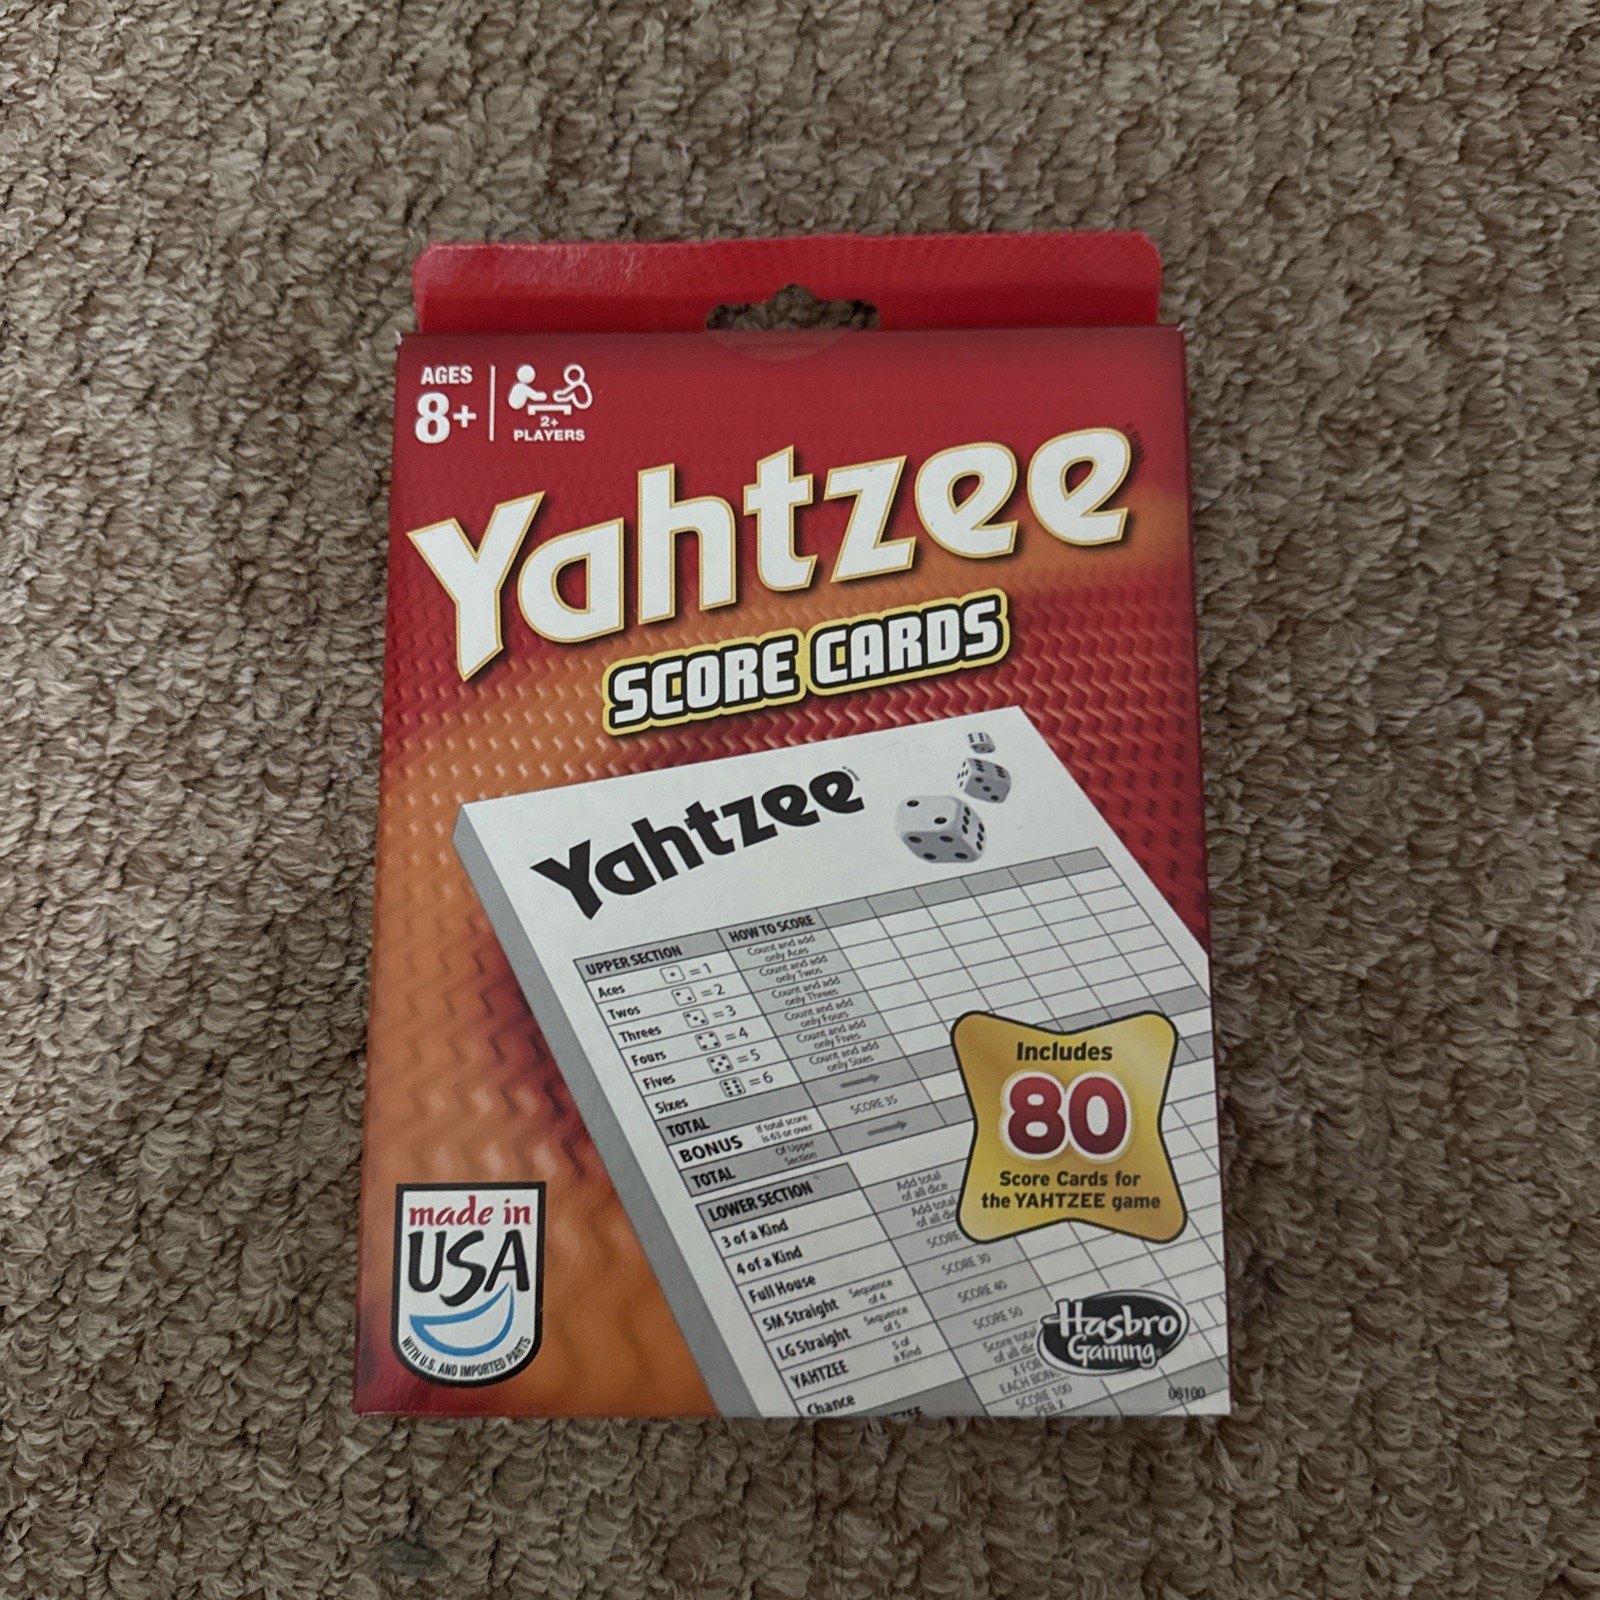 AGES
8+
2+
PLAYERS
Yahtzee
SCORE CARDS
Yahtzee
UPPER SECTION HOW TO SCORE
Aces =1 Count and add only Aces
Twos =2 Count and add only Twos
Threes =3 Count and add only Threes
Fours =4 Count and add only Fours
Fives =5 Count and add only Fives
Sixes =6 Count and add only Sixes
TOTAL
BONUS If total score is 63 or over SCORE 35
TOTAL Of Upper Section
LOWER SECTION
3 of a Kind Add total of all dice
4 of a Kind Add total of all
Full House SCORE
SM Straight Sequence of 4 SCORE 30
LG Straight Sequence of 5 SCORE 40
YAHTZEE 5 of a Kind SCORE 50
Chance Score total of all
X FOR
EACH
SCORE 100
PER X
Includes
80
Score Cards for
the YAHTZEE game
made in
USA
WITH U.S. AND IMPORTED PARTS
Hasbro
Gaming
06100